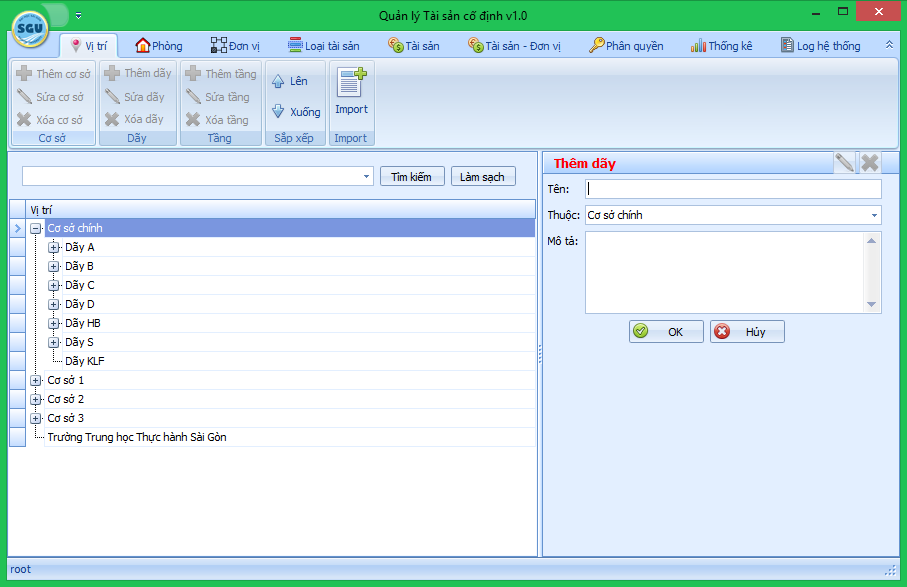 Quản lý Tài sản cố định v1.0
SGU
Vị trí Phòng Đơn vị Loại tài sản Tài sản Tài sản - Đơn vị Phân quyền Thống kê Log hệ thống
Thêm cơ sở Thêm dãy Thêm tầng Lên
Sửa cơ sở Sửa dãy Sửa tầng Import
Xóa cơ sở Xóa dãy Xóa tầng Xuống
Cơ sở Dãy Tầng Sắp xếp Import
Tìm kiếm Làm sạch
Vị trí
Cơ sở chính
Dãy A
Dãy B
Dãy C
Dãy D
Dãy HB
Dãy S
Dãy KLF
Cơ sở 1
Cơ sở 2
Cơ sở 3
Trường Trung học Thực hành Sài Gòn
Thêm dãy
Tên:
Thuộc: Cơ sở chính
Mô tả:
OK Hủy
root